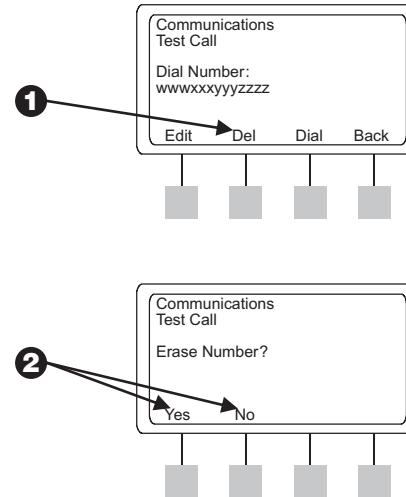 Communications
Test Call
Dial Number:
wwwxxxyyyzzzz
1
Edit Del Dial Back
Communications
Test Call
Erase Number?
2
Yes No